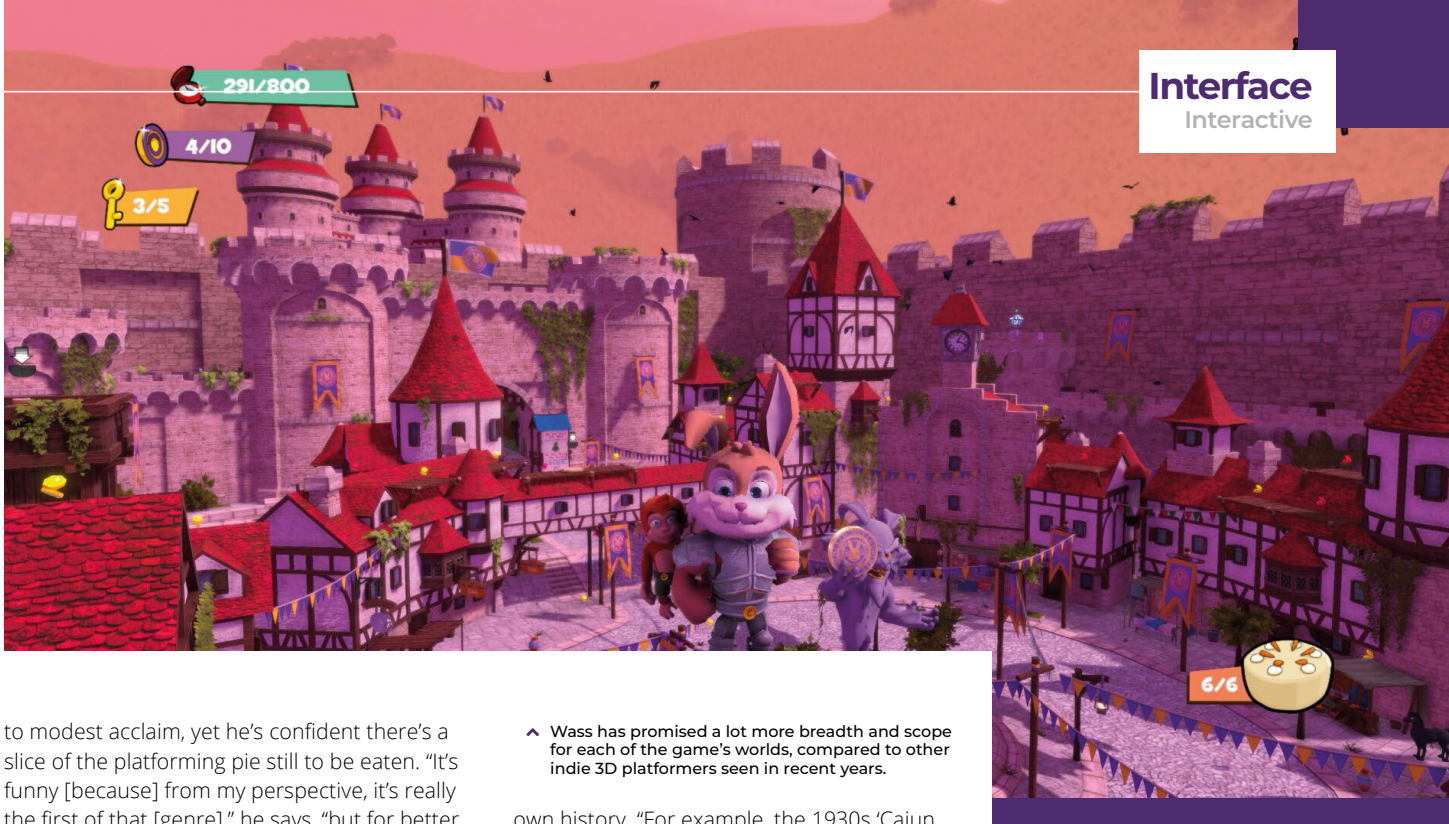 291/800
4/10
3/5
Interface
Interactive
6/6
to modest acclaim, yet he’s confident there’s a
slice of the platforming pie still to be eaten. “It’s
funny [because] from my perspective, it’s really
the first of that [genre],” he says, “but for better
Wass has promised a lot more breadth and scope
for each of the game’s worlds, compared to other
indie 3D platformers seen in recent years.
own history. “For example, the 1930s ‘Cajun